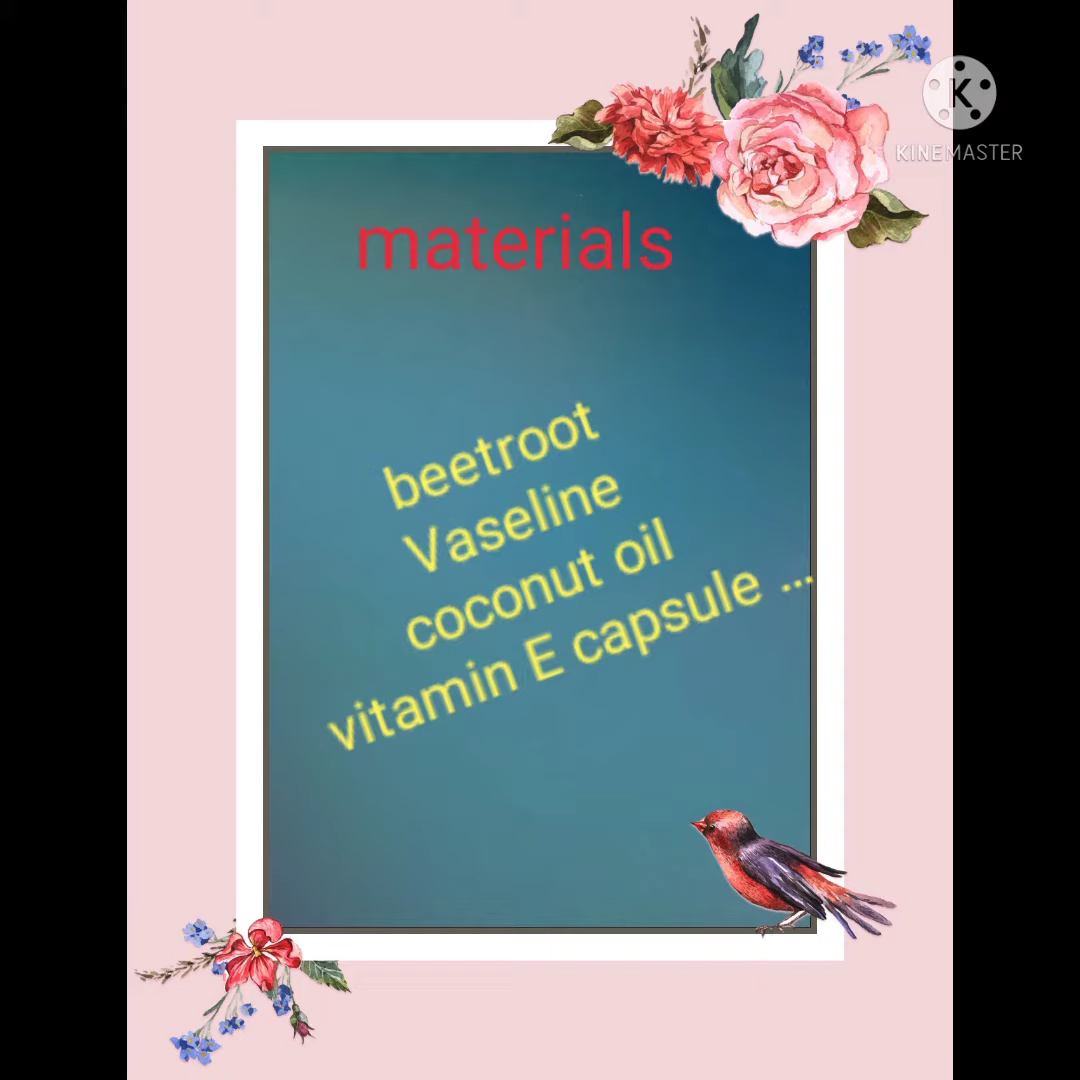 K
KINEMASTER
materials
beetroot
Vaseline
coconut oil
vitamin E capsule ...